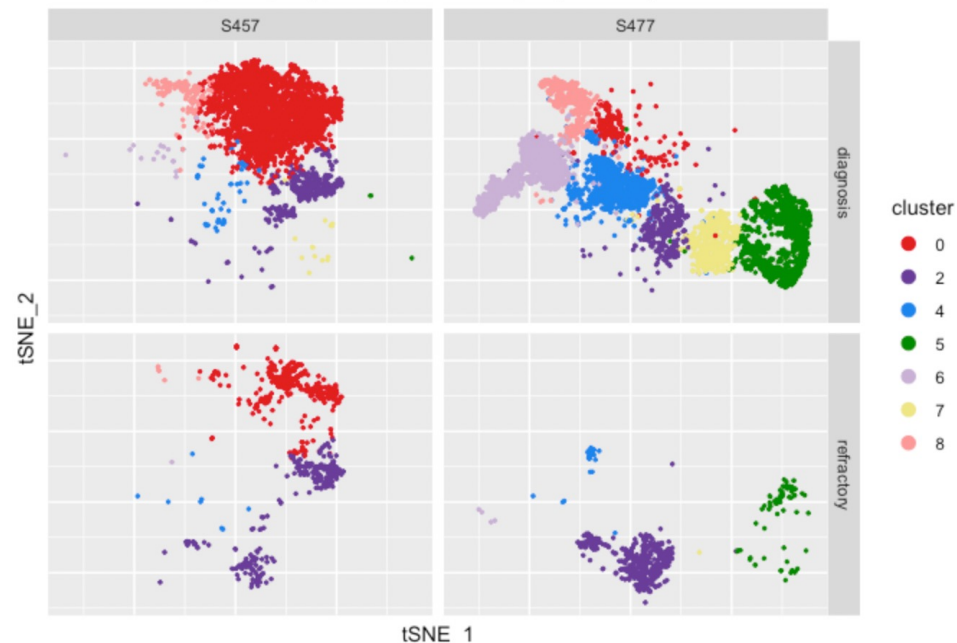 S457
S477
diagnosis
refractory
tSNE_2
tSNE_1
cluster
0
2
4
5
6
7
8